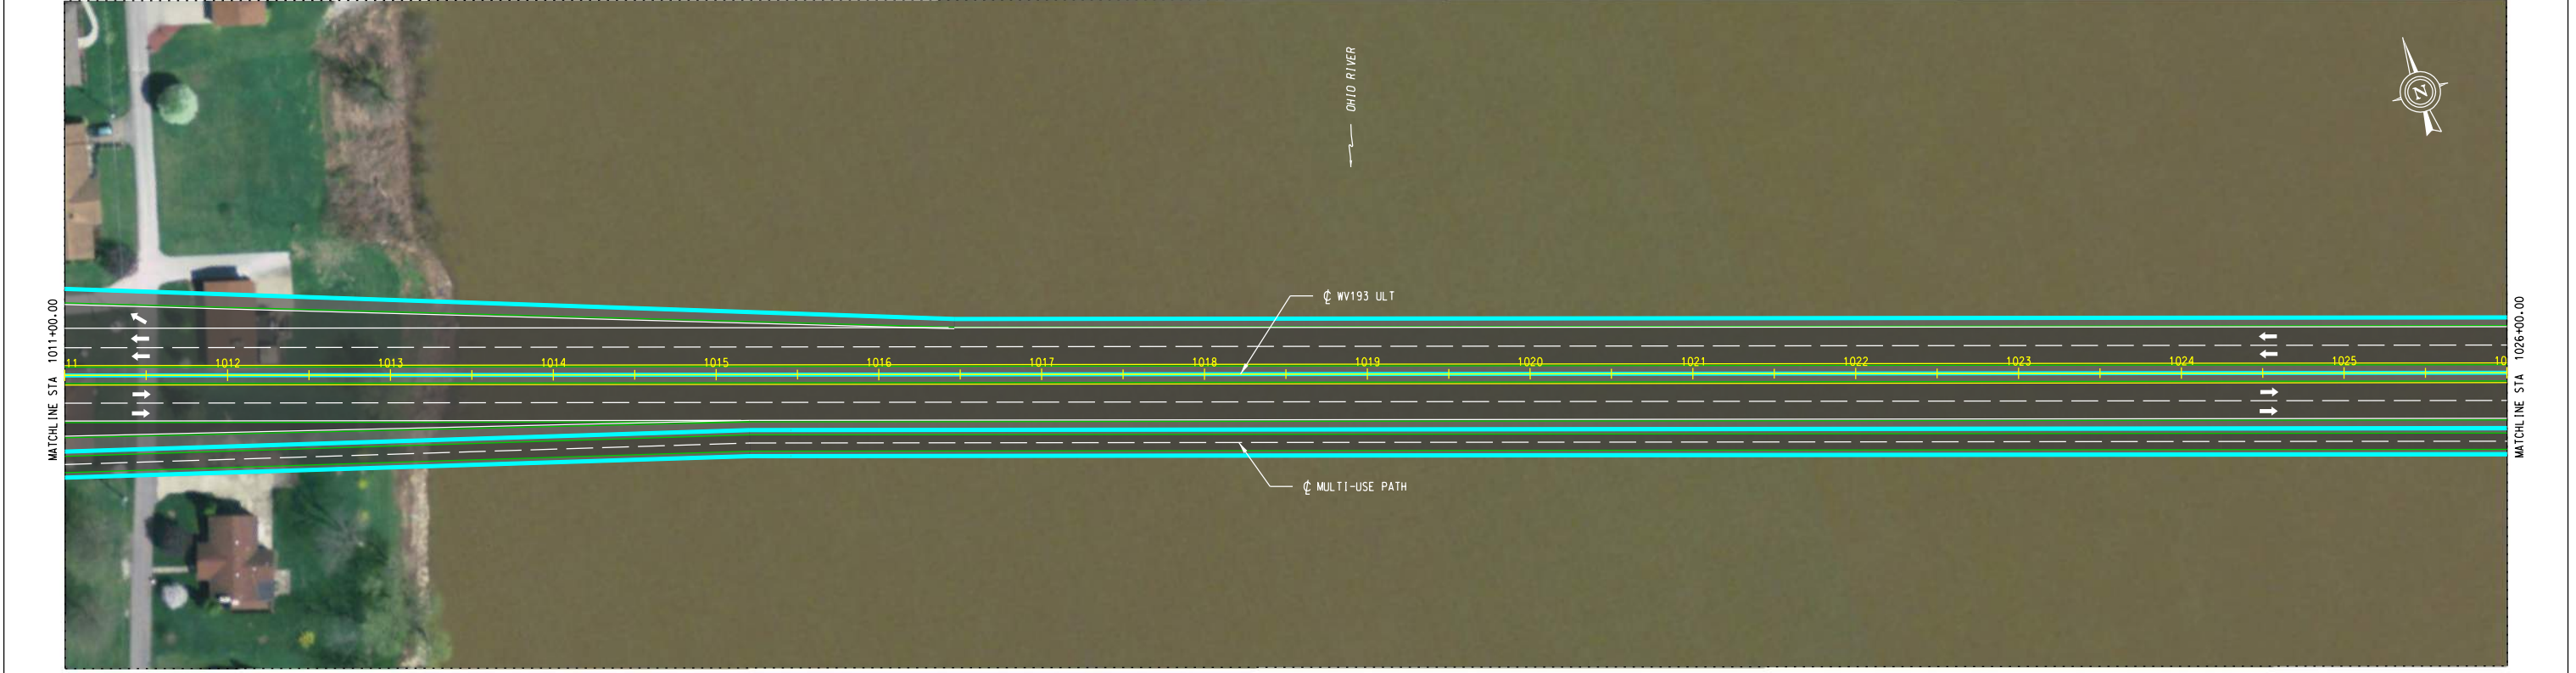 OHIO RIVER
N
℄ WV193 ULT
MATCHLINE STA 1011+00.00
11 1012 1013 1014 1015 1016 1017 1018 1019 1020 1021 1022 1023 1024 1025 10
MATCHLINE STA 1026+00.00
℄ MULTI-USE PATH